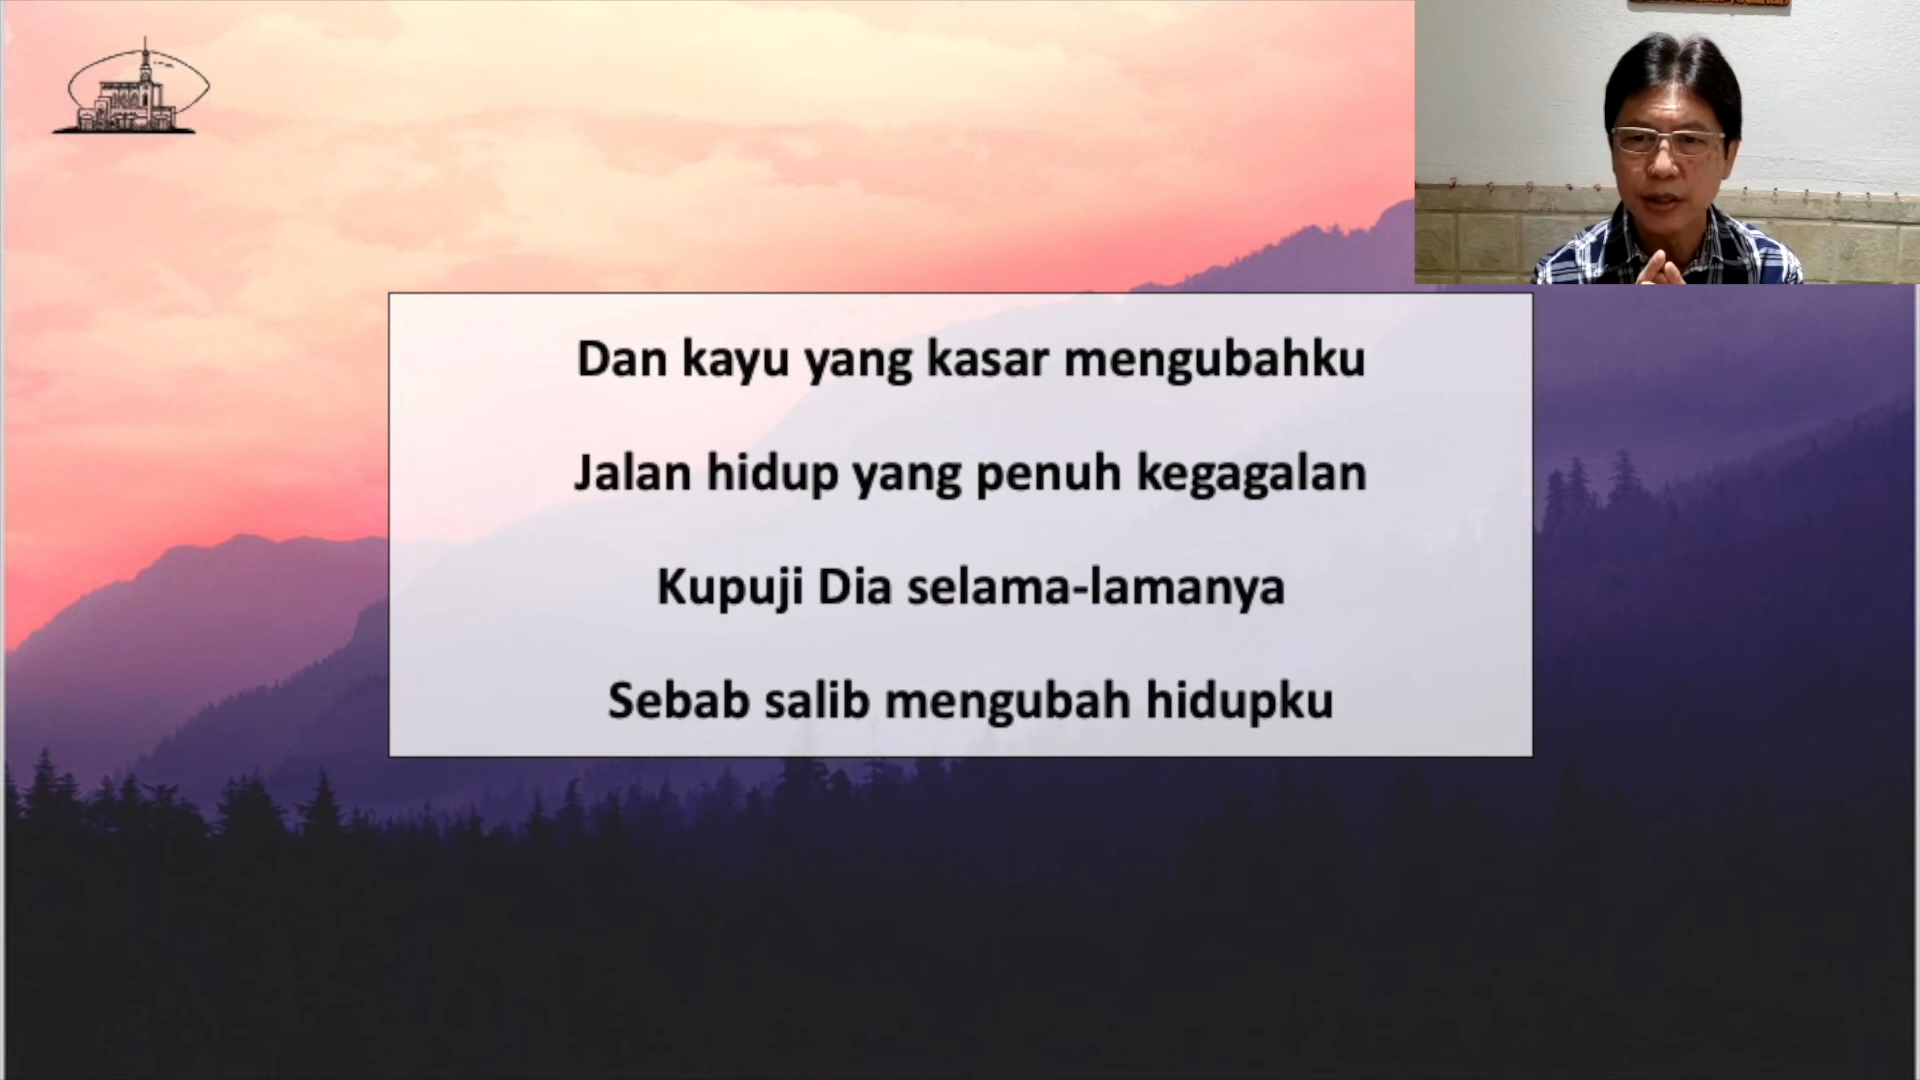 Dan kayu yang kasar mengubahku
Jalan hidup yang penuh kegagalan
Kupuji Dia selama-lamanya
Sebab salib mengubah hidupku